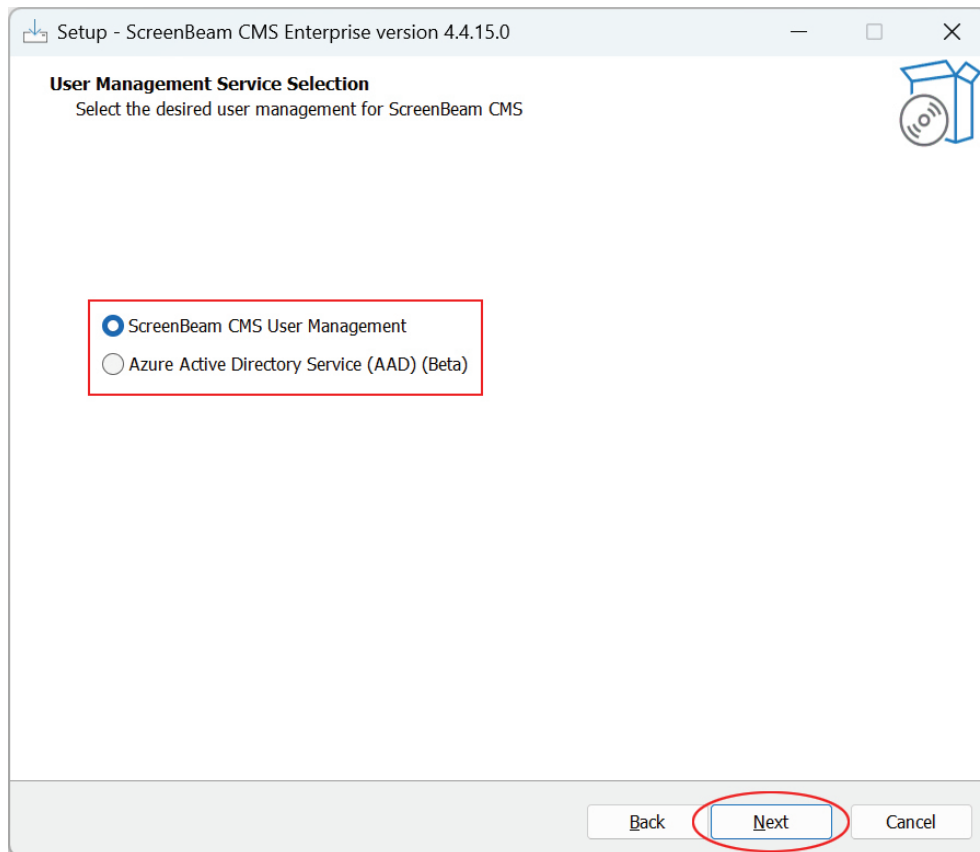 Setup - ScreenBeam CMS Enterprise version 4.4.15.0
User Management Service Selection
Select the desired user management for ScreenBeam CMS
ScreenBeam CMS User Management
Azure Active Directory Service (AAD) (Beta)
Back Next Cancel